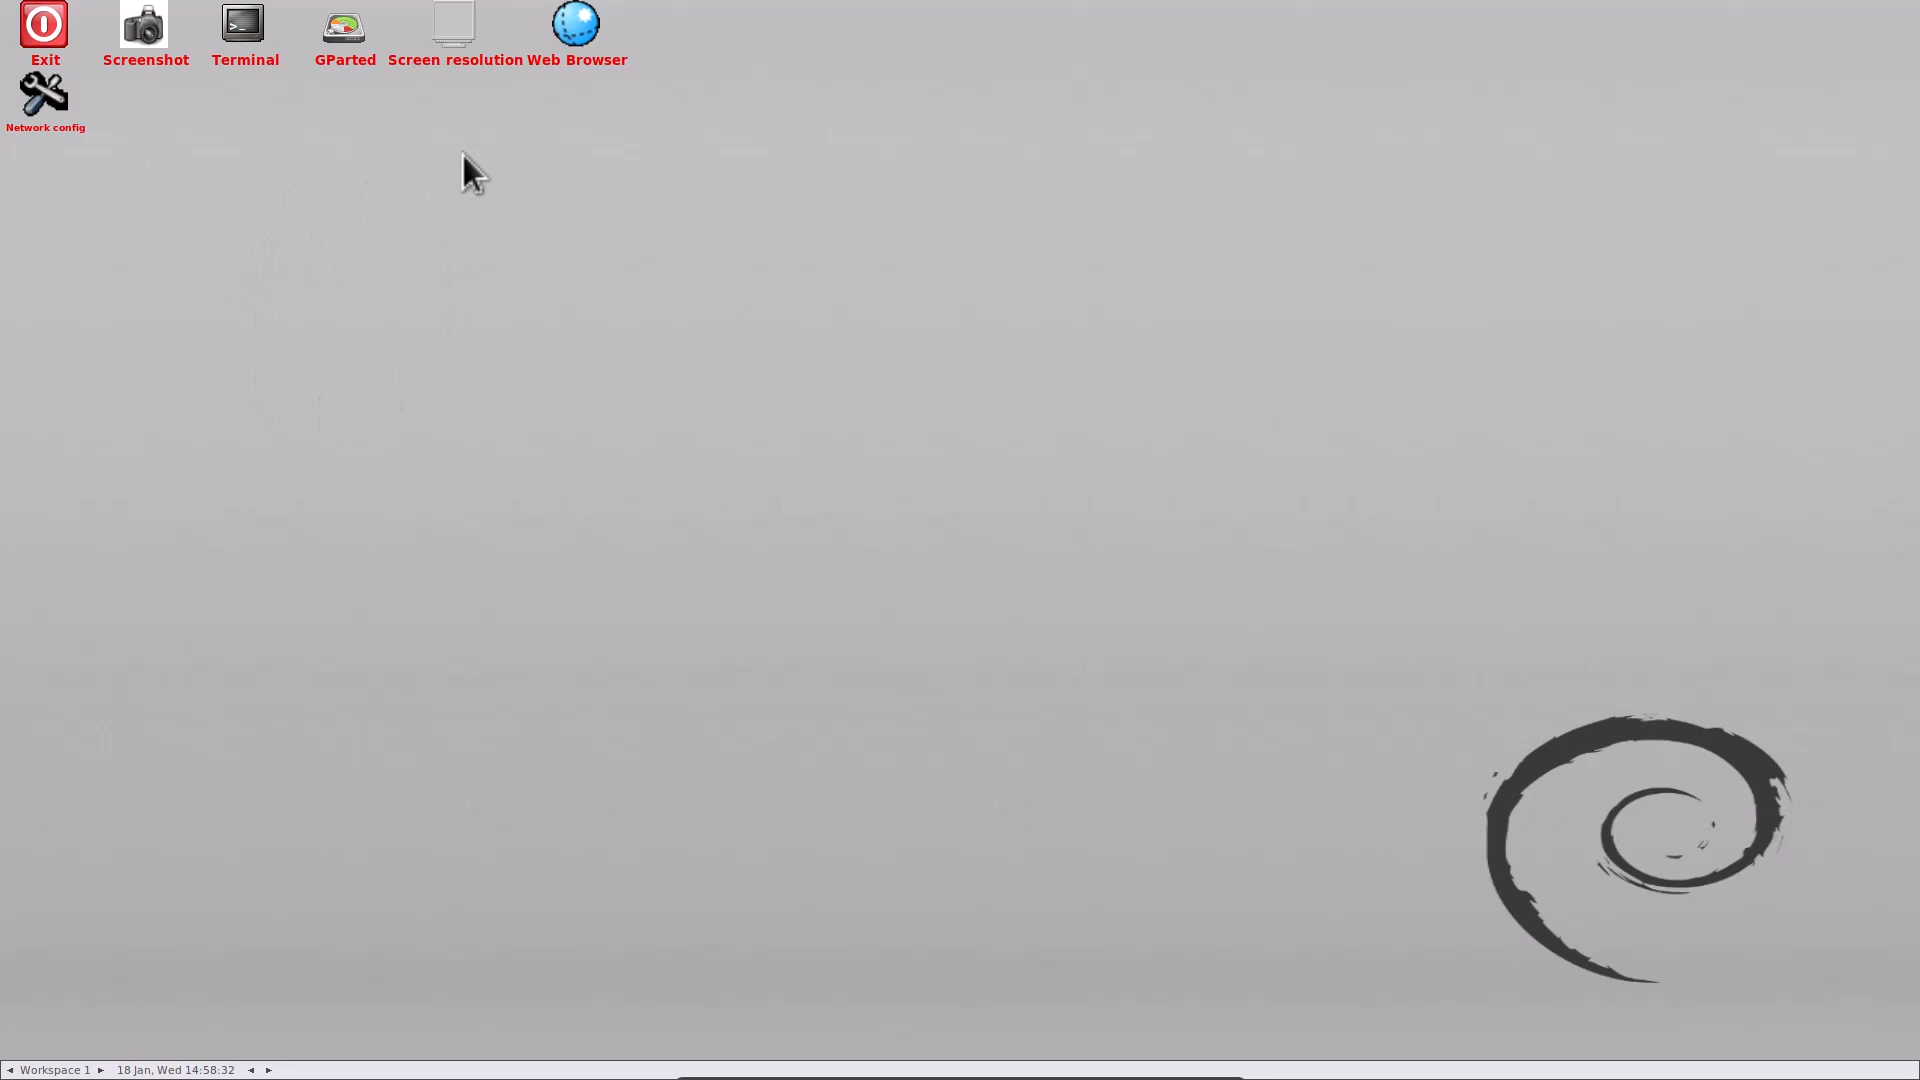 Exit Screenshot Terminal GParted Screen resolution Web Browser
Network config
Workspace 1 18 Jan, Wed 14:58:32